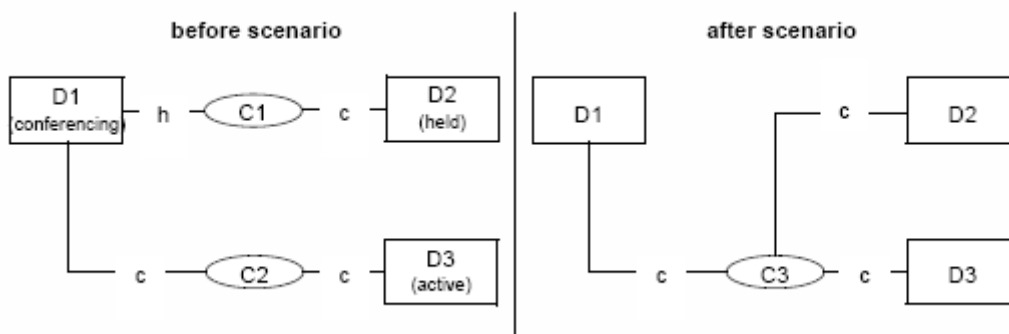 before scenario
after scenario
D1
(conferencing)
h
C1
c
D2
(held)
c
C2
c
D3
(active)
D1
c
D2
c
C3
c
D3